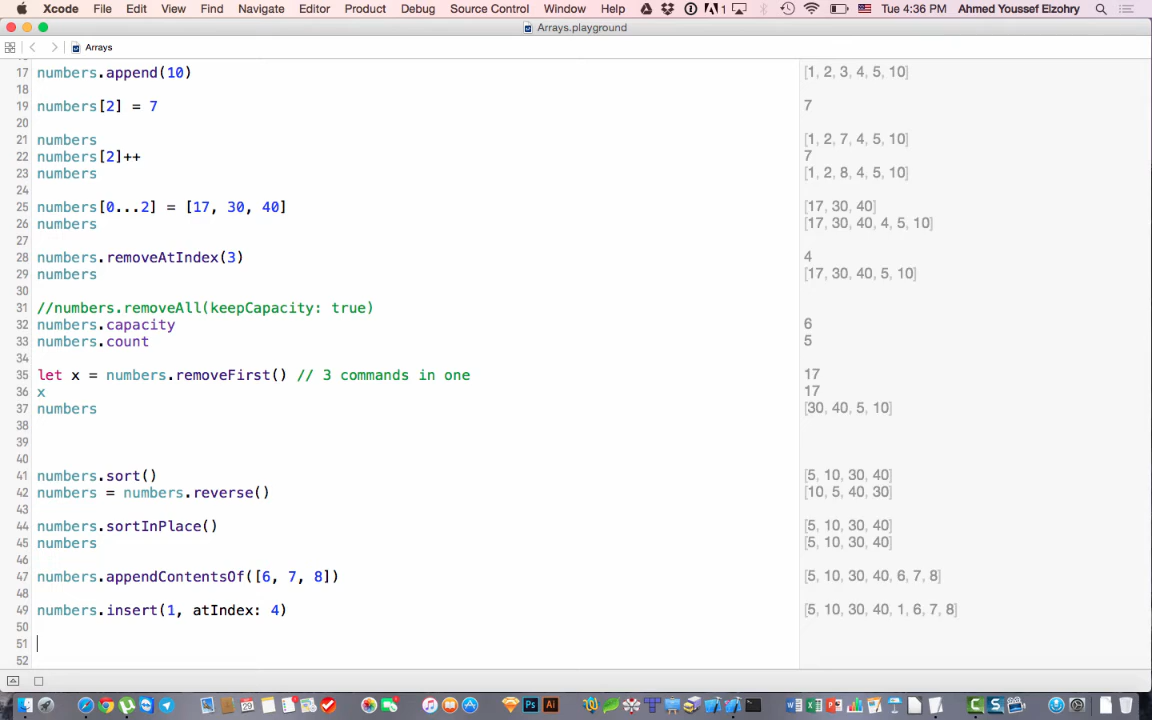 Xcode File Edit View Find Navigate Editor Product Debug Source Control Window Help 1 Tue 4:36 PM Ahmed Youssef Elzohry
Arrays.playground
Arrays
17 numbers.append(10) [1, 2, 3, 4, 5, 10]
18
19 numbers[2] = 7 7
20
21 numbers [1, 2, 7, 4, 5, 10]
22 numbers[2]++ 7
23 numbers [1, 2, 8, 4, 5, 10]
24
25 numbers[0...2] = [17, 30, 40] [17, 30, 40]
26 numbers [17, 30, 40, 4, 5, 10]
27
28 numbers.removeAtIndex(3) 4
29 numbers [17, 30, 40, 5, 10]
30
31 //numbers.removeAll(keepCapacity: true)
32 numbers.capacity 6
33 numbers.count 5
34
35 let x = numbers.removeFirst() // 3 commands in one 17
36 x 17
37 numbers [30, 40, 5, 10]
38
39
40
41 numbers.sort() [5, 10, 30, 40]
42 numbers = numbers.reverse() [10, 5, 40, 30]
43
44 numbers.sortInPlace() [5, 10, 30, 40]
45 numbers [5, 10, 30, 40]
46
47 numbers.appendContentsOf([6, 7, 8]) [5, 10, 30, 40, 6, 7, 8]
48
49 numbers.insert(1, atIndex: 4) [5, 10, 30, 40, 1, 6, 7, 8]
50
51
52
Ps Ai